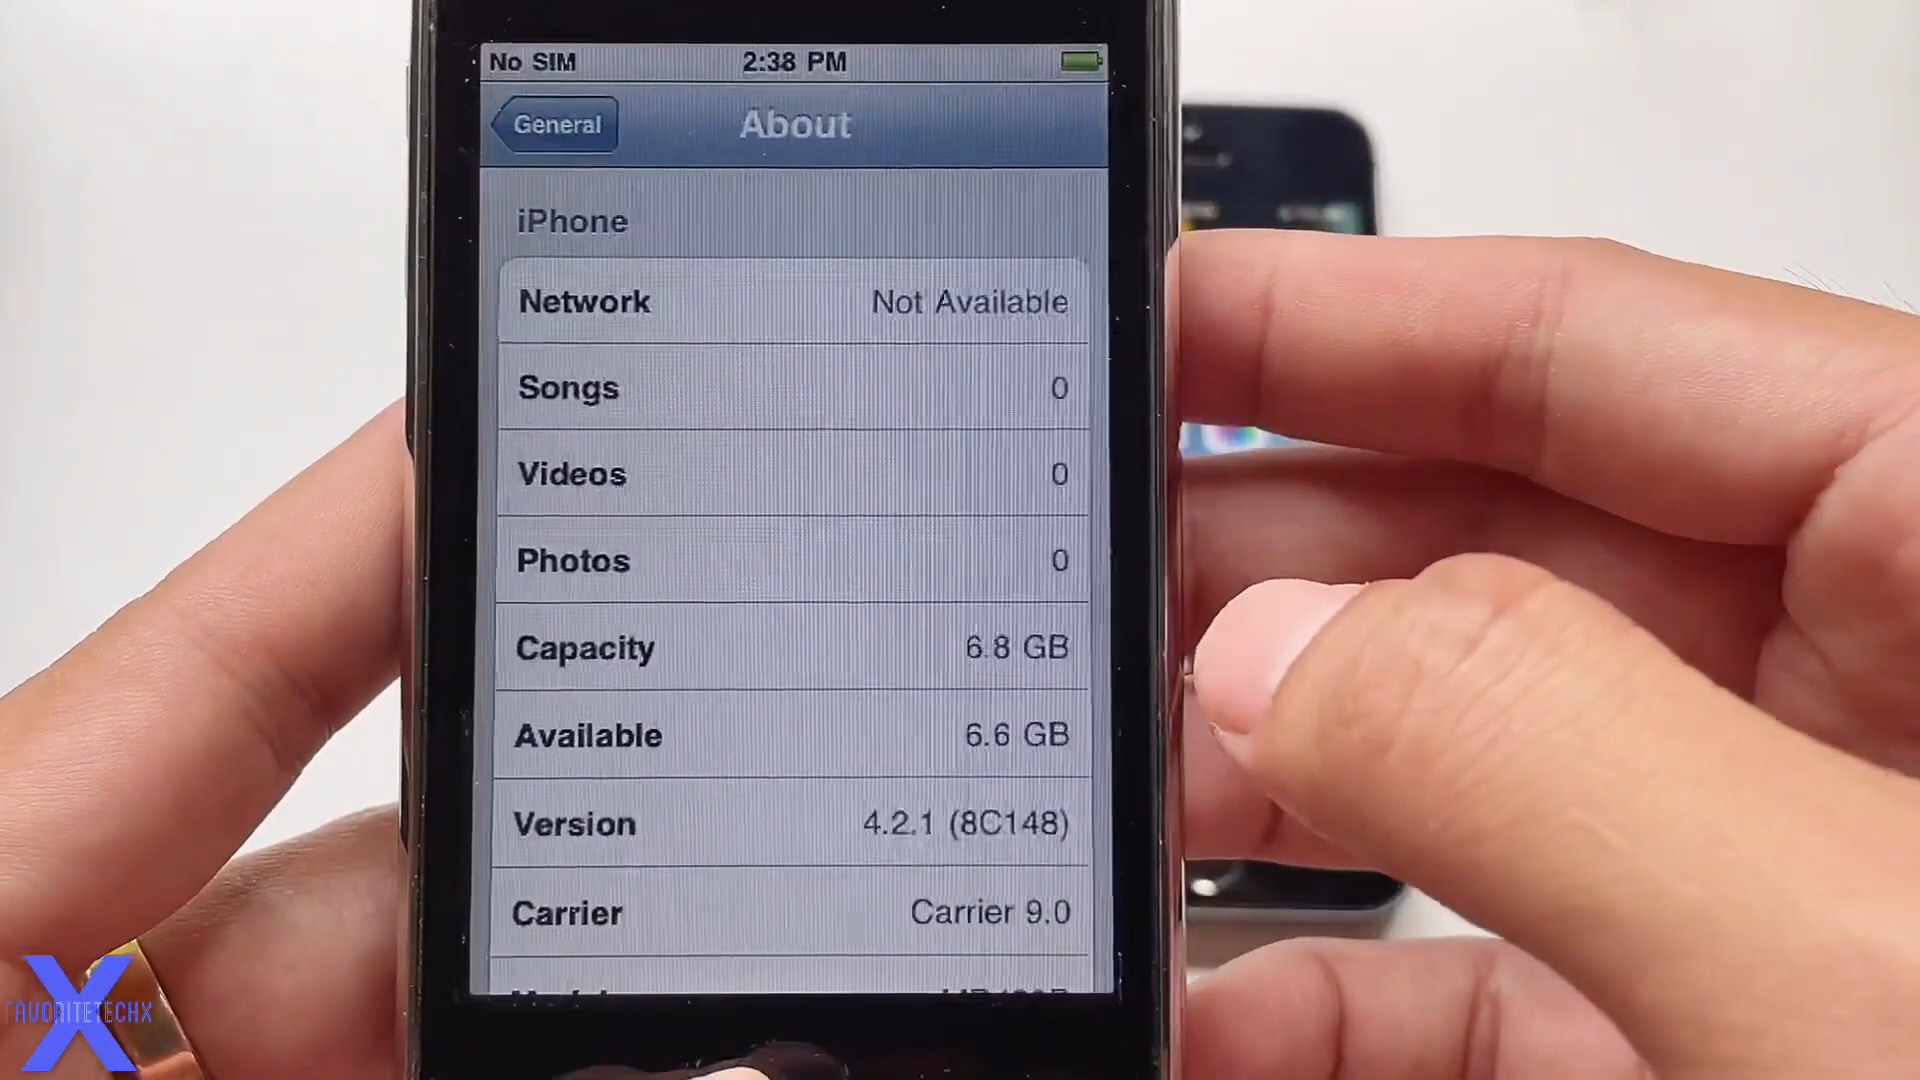 No SIM 2:38 PM
General About
iPhone
Network Not Available
Songs 0
Videos 0
Photos 0
Capacity 6.8 GB
Available 6.6 GB
Version 4.2.1 (8C148)
Carrier Carrier 9.0
X
FAVORITETECHX